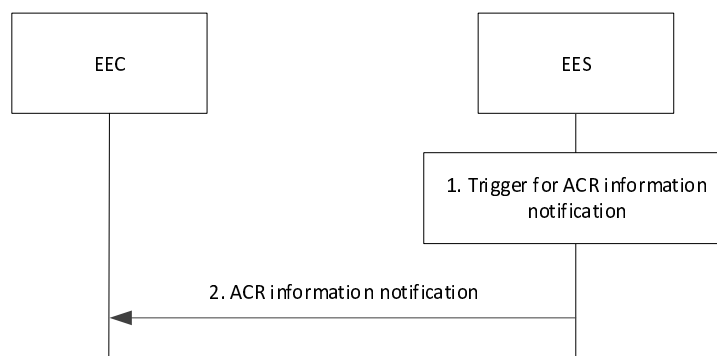 EEC
EES
1. Trigger for ACR information
notification
2. ACR information notification